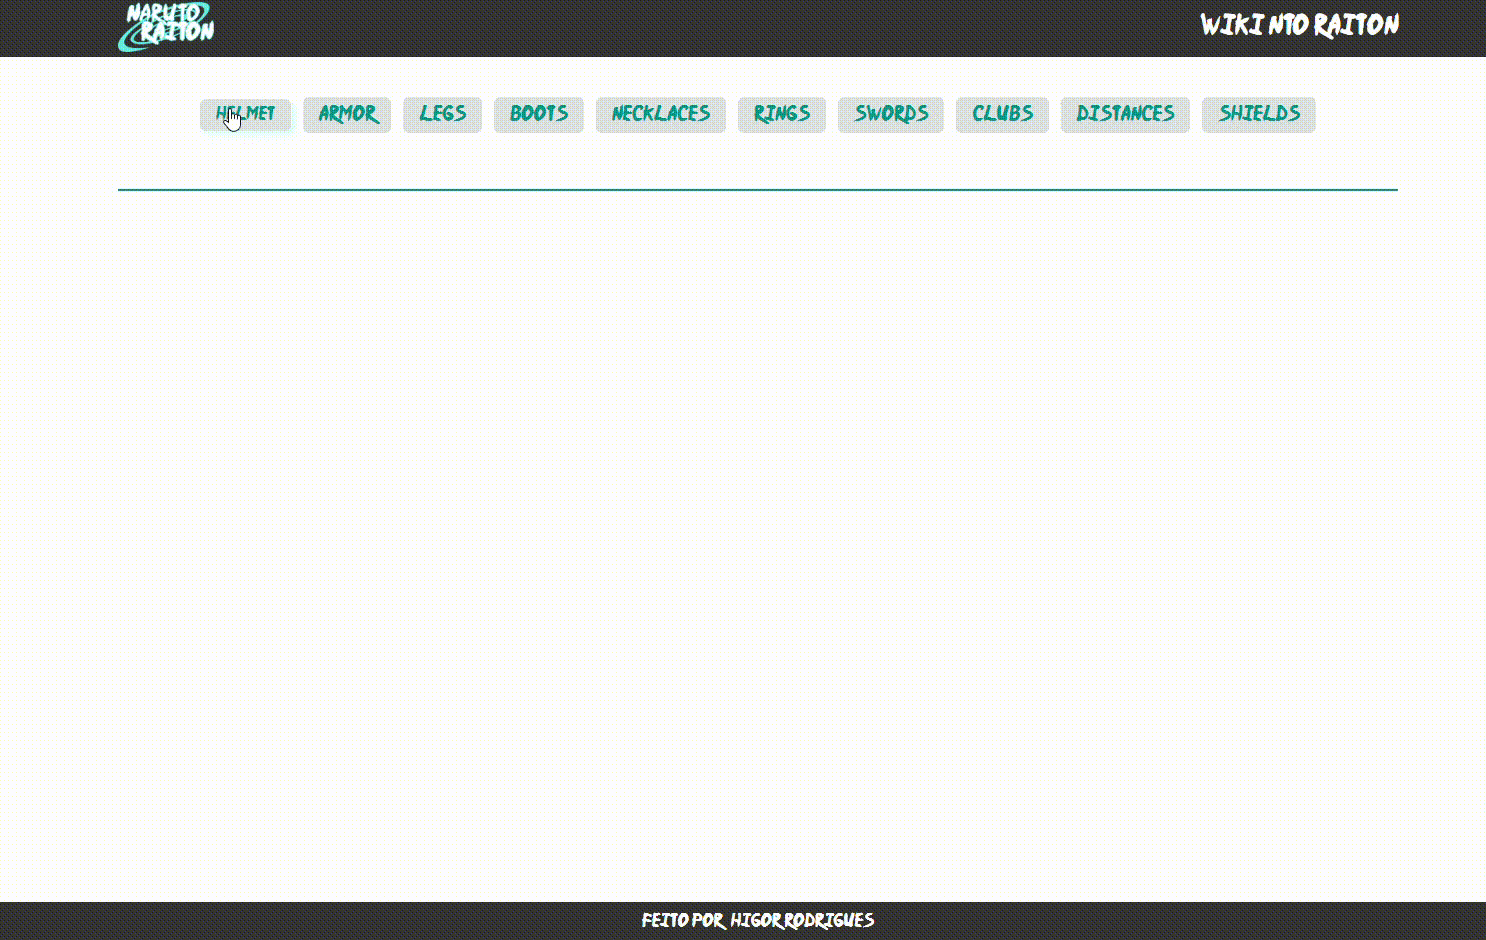 NARUTO
RAITON
WIKI NTO RAITON
HELMET ARMOR LEGS BOOTS NECKLACES RINGS SWORDS CLUBS DISTANCES SHIELDS
FEITO POR HIGOR RODRIGUES